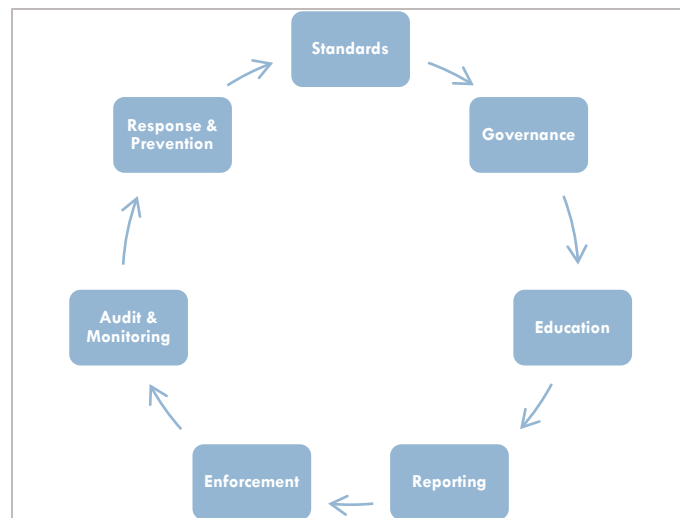 Standards
Governance
Education
Reporting
Enforcement
Audit &
Monitoring
Response &
Prevention